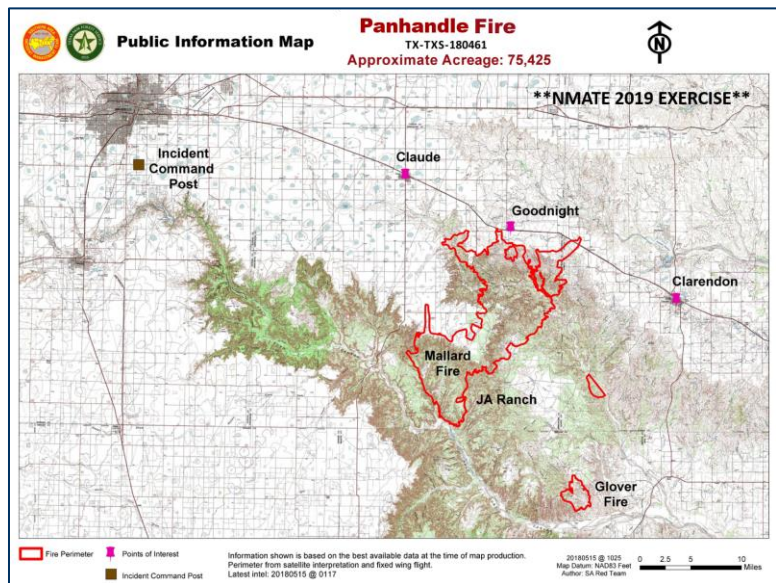 Public Information Map
Panhandle Fire
TX-TXS-180461
Approximate Acreage: 75,425
N
**NMATE 2019 EXERCISE**
Incident
Command
Post
Claude
Goodnight
Clarendon
Mallard
Fire
JA Ranch
Glover
Fire
Fire Perimeter
Points of Interest
Incident Command Post
Information shown is based on the best available data at the time of map production.
Perimeter from satellite interpretation and fixed wing flight.
Latest intel: 20180515 @ 0117
20180515 @ 1025
Map Datum: NAD83 Feet
Author: SA Red Team
0 2.5 5 10
Miles